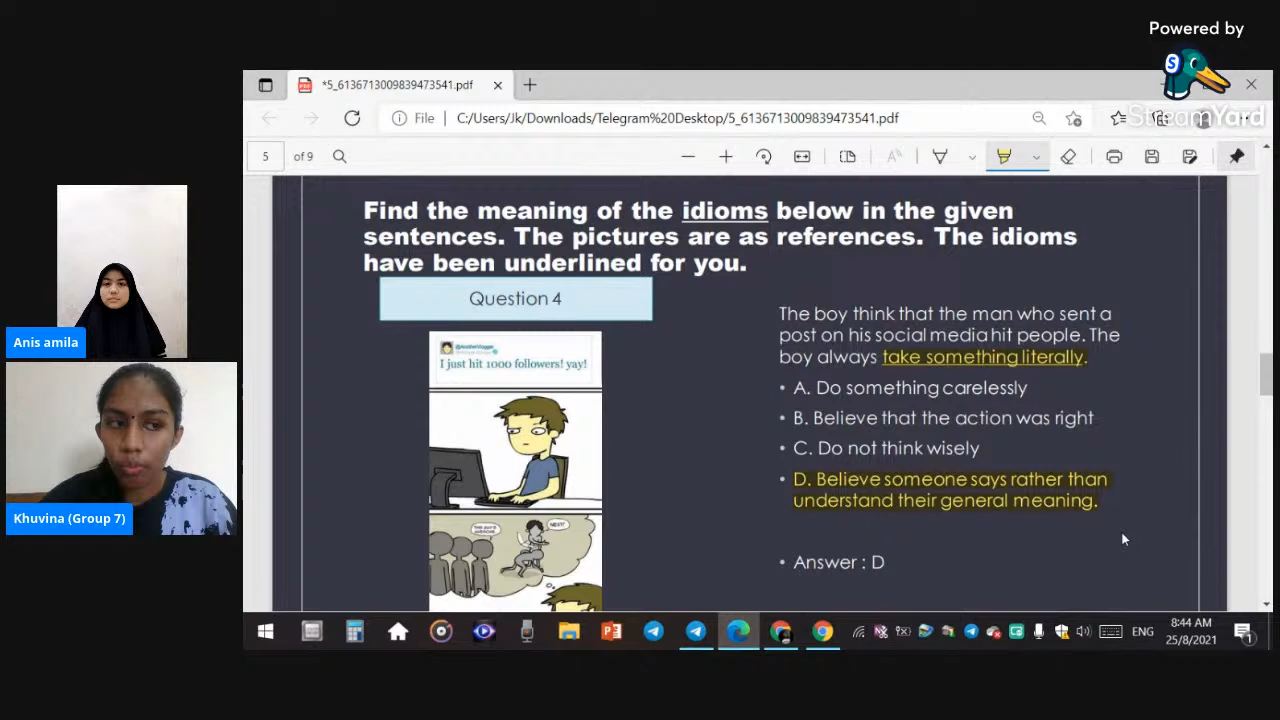 Powered by
S
StreamYard
*5_6136713009839473541.pdf
File
C:/Users/Jk/Downloads/Telegram%20Desktop/5_6136713009839473541.pdf
5
of 9
Find the meaning of the idioms below in the given
sentences. The pictures are as references. The idioms
have been underlined for you.
Question 4
I just hit 1000 followers! yay!
NEXT!
The boy think that the man who sent a
post on his social media hit people. The
boy always take something literally.
• A. Do something carelessly
• B. Believe that the action was right
• C. Do not think wisely
• D. Believe someone says rather than
understand their general meaning.
• Answer : D
Anis amila
Khuvina (Group 7)
ENG
8:44 AM
25/8/2021